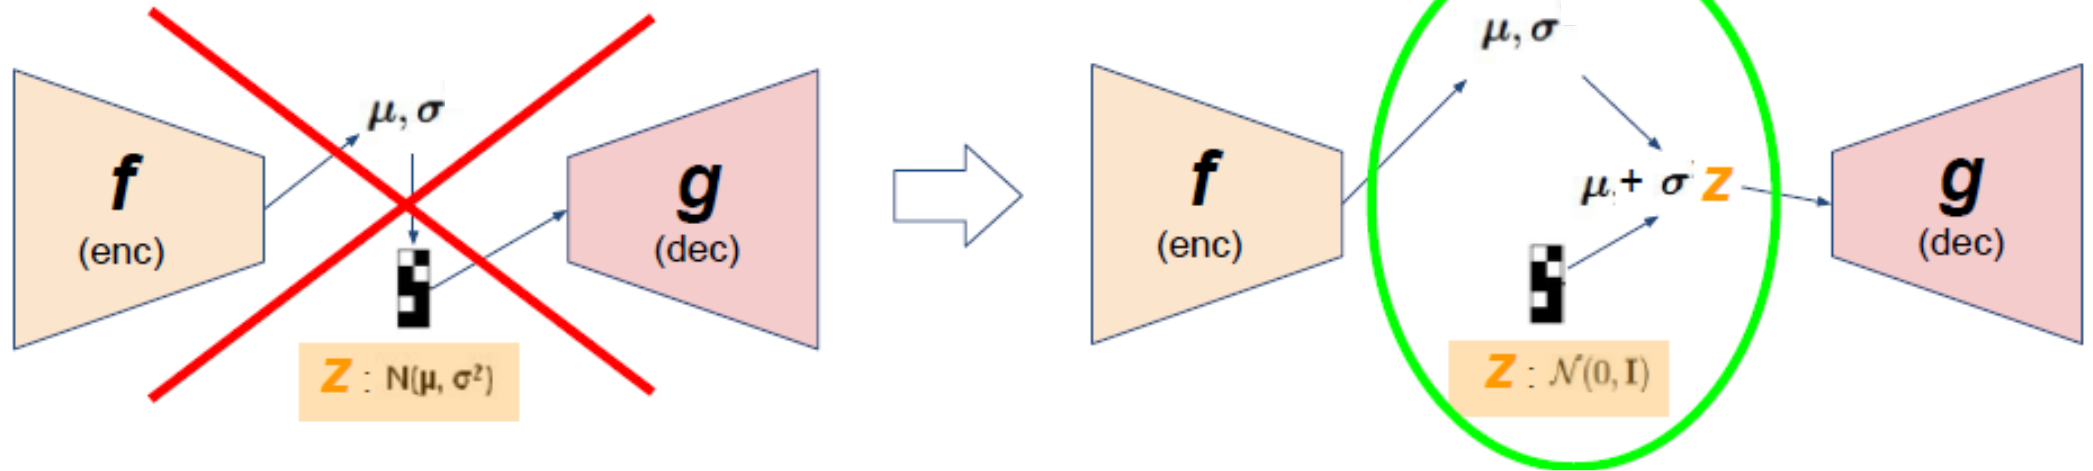 μ, σ
f
(enc)
g
(dec)
Z : N(μ, σ²)
μ, σ
f
(enc)
μ + σ Z
g
(dec)
Z : 𝒩(0, I)